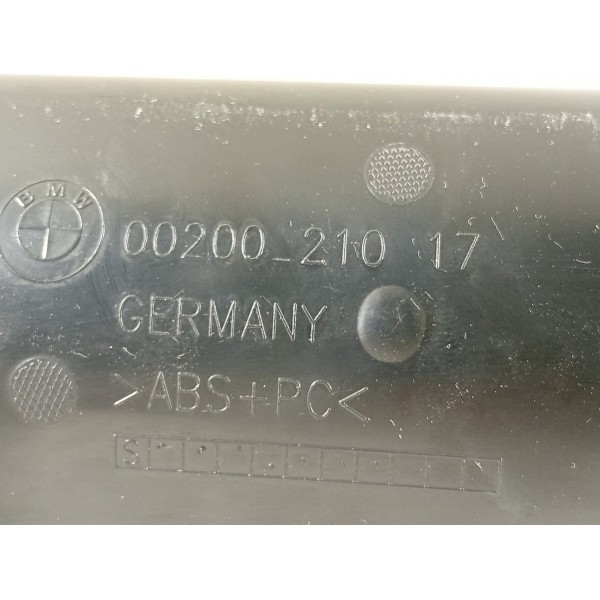 BMW
00200_210 17
GERMANY
>ABS+PC<
S